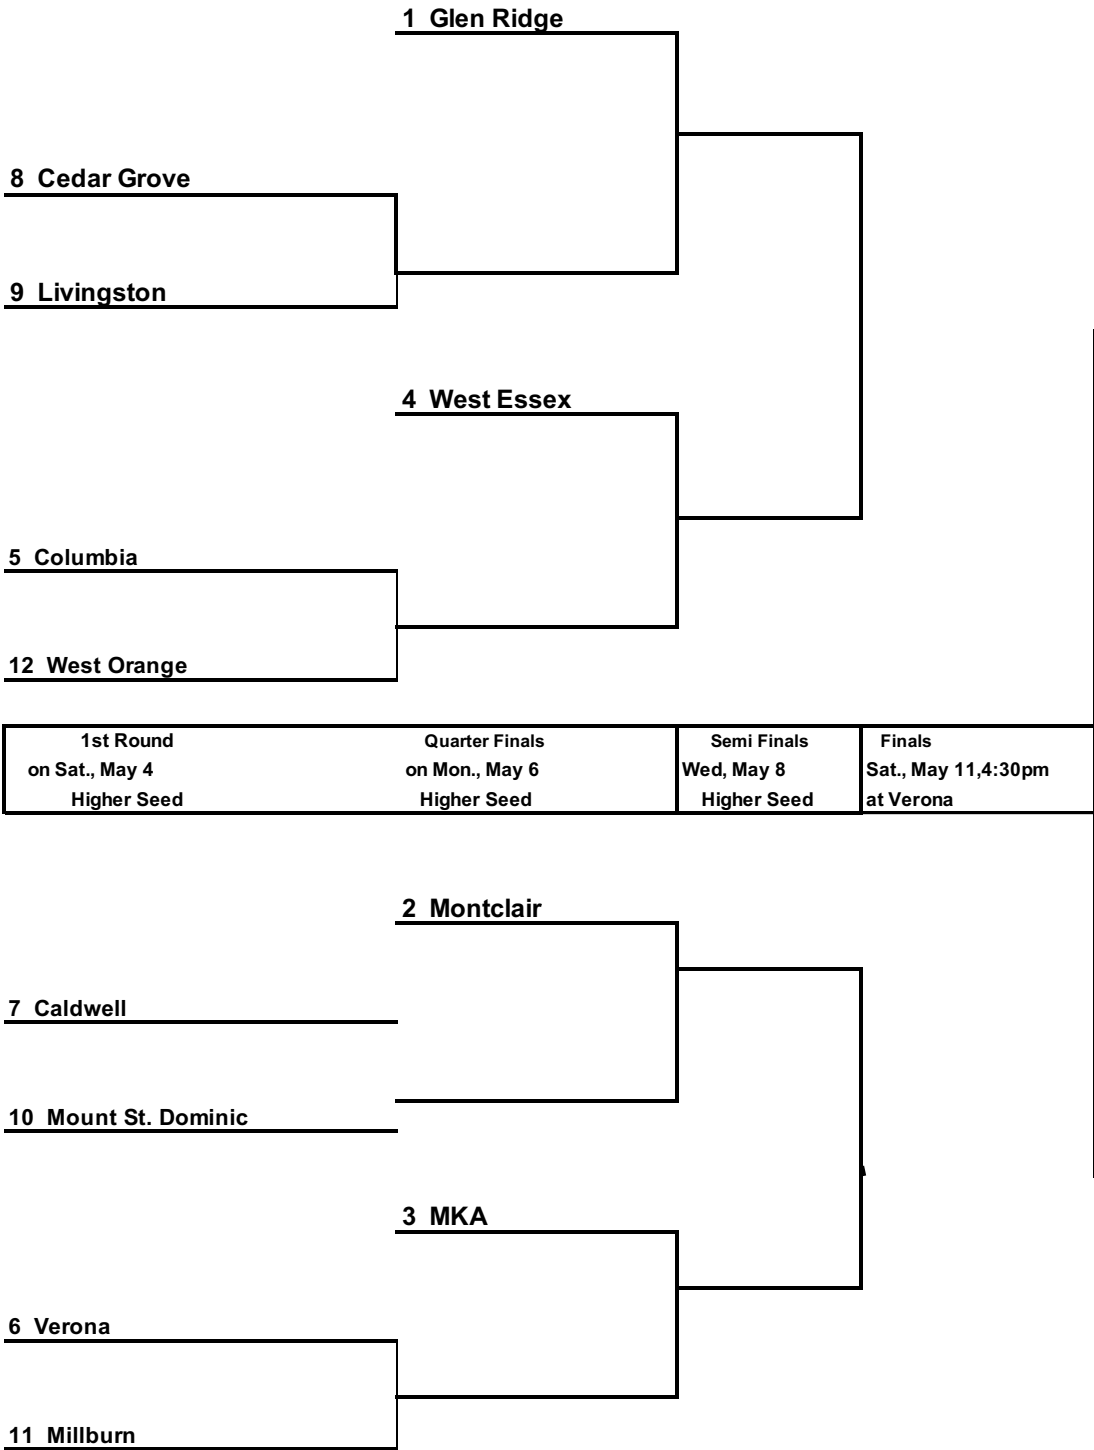 1 Glen Ridge
8 Cedar Grove
9 Livingston
4 West Essex
5 Columbia
12 West Orange
1st Round Quarter Finals Semi Finals Finals
on Sat., May 4 on Mon., May 6 Wed, May 8 Sat., May 11,4:30pm
Higher Seed Higher Seed Higher Seed at Verona
2 Montclair
7 Caldwell
10 Mount St. Dominic
3 MKA
6 Verona
11 Millburn